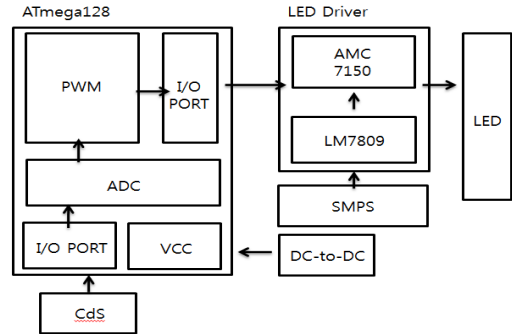 ATmega128
LED Driver
PWM
I/O
PORT
AMC
7150
LM7809
LED
ADC
SMPS
I/O PORT
VCC
DC-to-DC
CdS